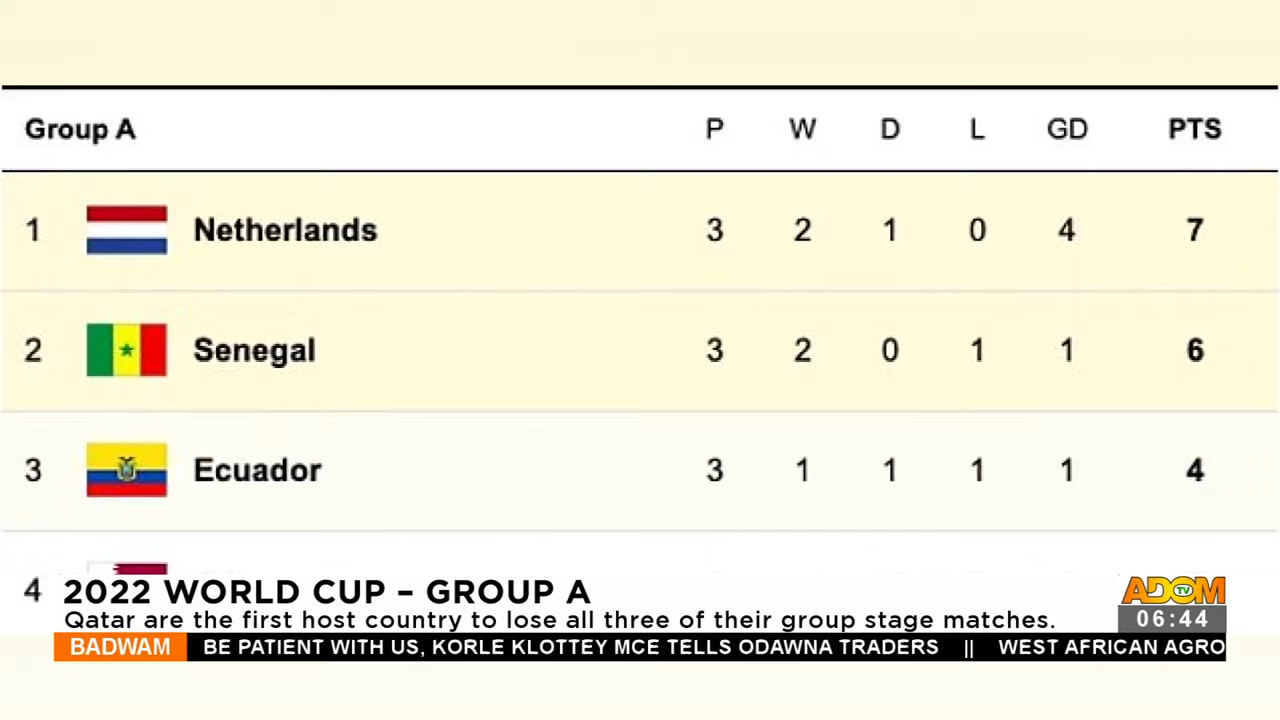 Group A P W D L GD PTS
1 Netherlands 3 2 1 0 4 7
2 Senegal 3 2 0 1 1 6
3 Ecuador 3 1 1 1 1 4
4
2022 WORLD CUP – GROUP A
Qatar are the first host country to lose all three of their group stage matches.
ADOM TV
06:44
BADWAM BE PATIENT WITH US, KORLE KLOTTEY MCE TELLS ODAWNA TRADERS || WEST AFRICAN AGRO